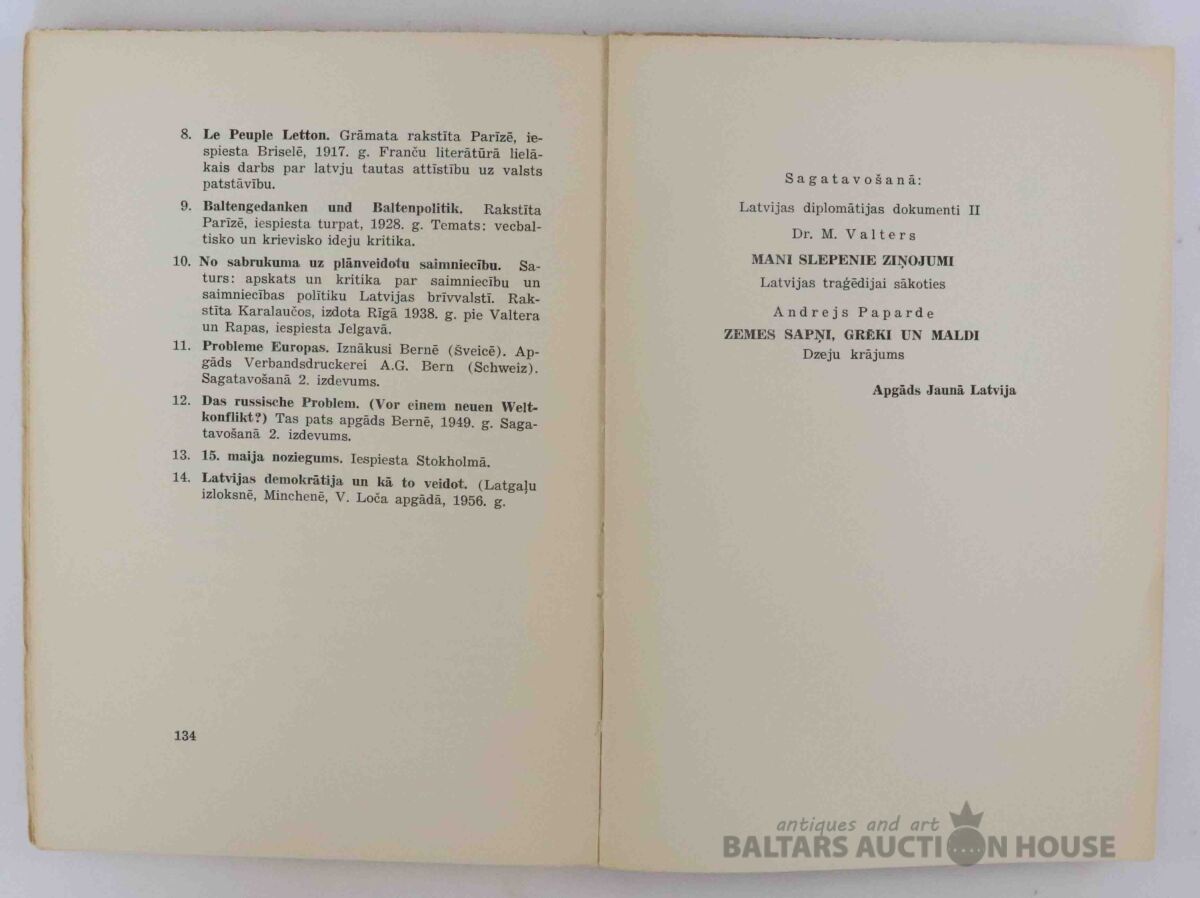 8. Le Peuple Letton. Grāmata rakstīta Parīzē, ie-
spiesta Briselē, 1917. g. Franču literātūrā lielā-
kais darbs par latvju tautas attīstību uz valsts
patstāvību.
9. Baltengedanken und Baltenpolitik. Rakstīta
Parīzē, iespiesta turpat, 1928. g. Temats: vecbal-
tisko un krievisko ideju kritika.
10. No sabrukuma uz plānveidotu saimniecību. Sa-
turs: apskats un kritika par saimniecību un
saimniecības polītiku Latvijas brīvvalstī. Rak-
stīta Karalaučos, izdota Rīgā 1938. g. pie Valtera
un Rapas, iespiesta Jelgavā.
11. Probleme Europas. Iznākusi Bernē (Šveicē). Ap-
gāds Verbandsdruckerei A.G. Bern (Schweiz).
Sagatavošanā 2. izdevums.
12. Das russische Problem. (Vor einem neuen Welt-
konflikt?) Tas pats apgāds Bernē, 1949. g. Saga-
tavošanā 2. izdevums.
13. 15. maija noziegums. Iespiesta Stokholmā.
14. Latvijas demokrātija un kā to veidot. (Latgaļu
izloksnē, Minchenē, V. Loča apgādā, 1956. g.
134
Sagatavošanā:
Latvijas diplomātijas dokumenti II
Dr. M. Valters
MANI SLEPENIE ZIŅOJUMI
Latvijas traģēdijai sākoties
Andrejs Paparde
ZEMES SAPŅI, GRĒKI UN MALDI
Dzeju krājums
Apgāds Jaunā Latvija
antiques and art
BALTARS AUCTION HOUSE